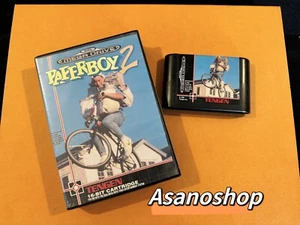 MEGA DRIVE
PAPERBOY 2
TENGEN
16-BIT CARTRIDGE
TENGEN
Asanoshop